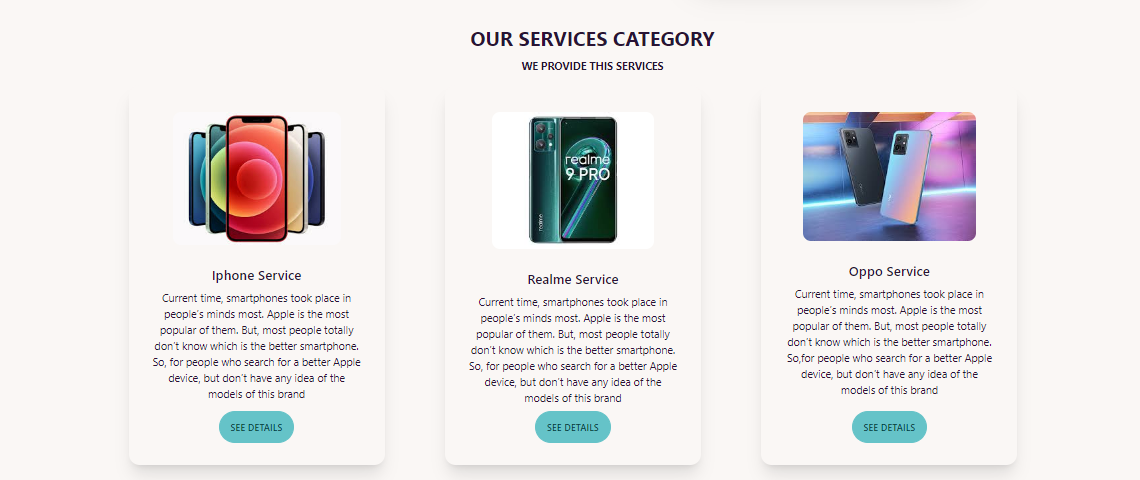 OUR SERVICES CATEGORY
WE PROVIDE THIS SERVICES
realme
9 PRO
realme
Iphone Service
Current time, smartphones took place in
people's minds most. Apple is the most
popular of them. But, most people totally
don't know which is the better smartphone.
So, for people who search for a better Apple
device, but don't have any idea of the
models of this brand
SEE DETAILS
Realme Service
Current time, smartphones took place in
people's minds most. Apple is the most
popular of them. But, most people totally
don't know which is the better smartphone.
So, for people who search for a better Apple
device, but don't have any idea of the
models of this brand
SEE DETAILS
Oppo Service
Current time, smartphones took place in
people's minds most. Apple is the most
popular of them. But, most people totally
don't know which is the better smartphone.
So,for people who search for a better Apple
device, but don't have any idea of the
models of this brand
SEE DETAILS